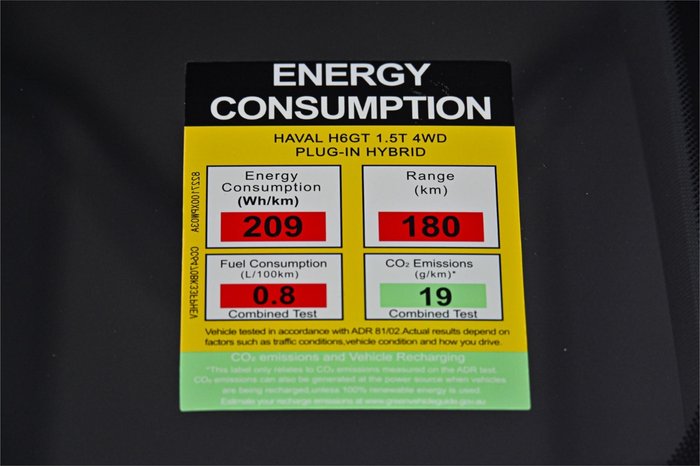 ENERGY
CONSUMPTION
HAVAL H6GT 1.5T 4WD
PLUG-IN HYBRID
Energy
Consumption
(Wh/km)
209
Range
(km)
180
Fuel Consumption
(L/100km)
0.8
Combined Test
CO₂ Emissions
(g/km)*
19
Combined Test
Vehicle tested in accordance with ADR 81/02.Actual results depend on
factors such as traffic conditions,vehicle condition and how you drive.
CO₂ emissions and Vehicle Recharging
*This label only relates to CO₂ emissions measured on the ADR test.
CO₂ emissions can also be generated at the power source when vehicles
are being recharged,unless 100% renewable energy is used.
Estimate your recharge emissions at www.greenvehicleguide.gov.au